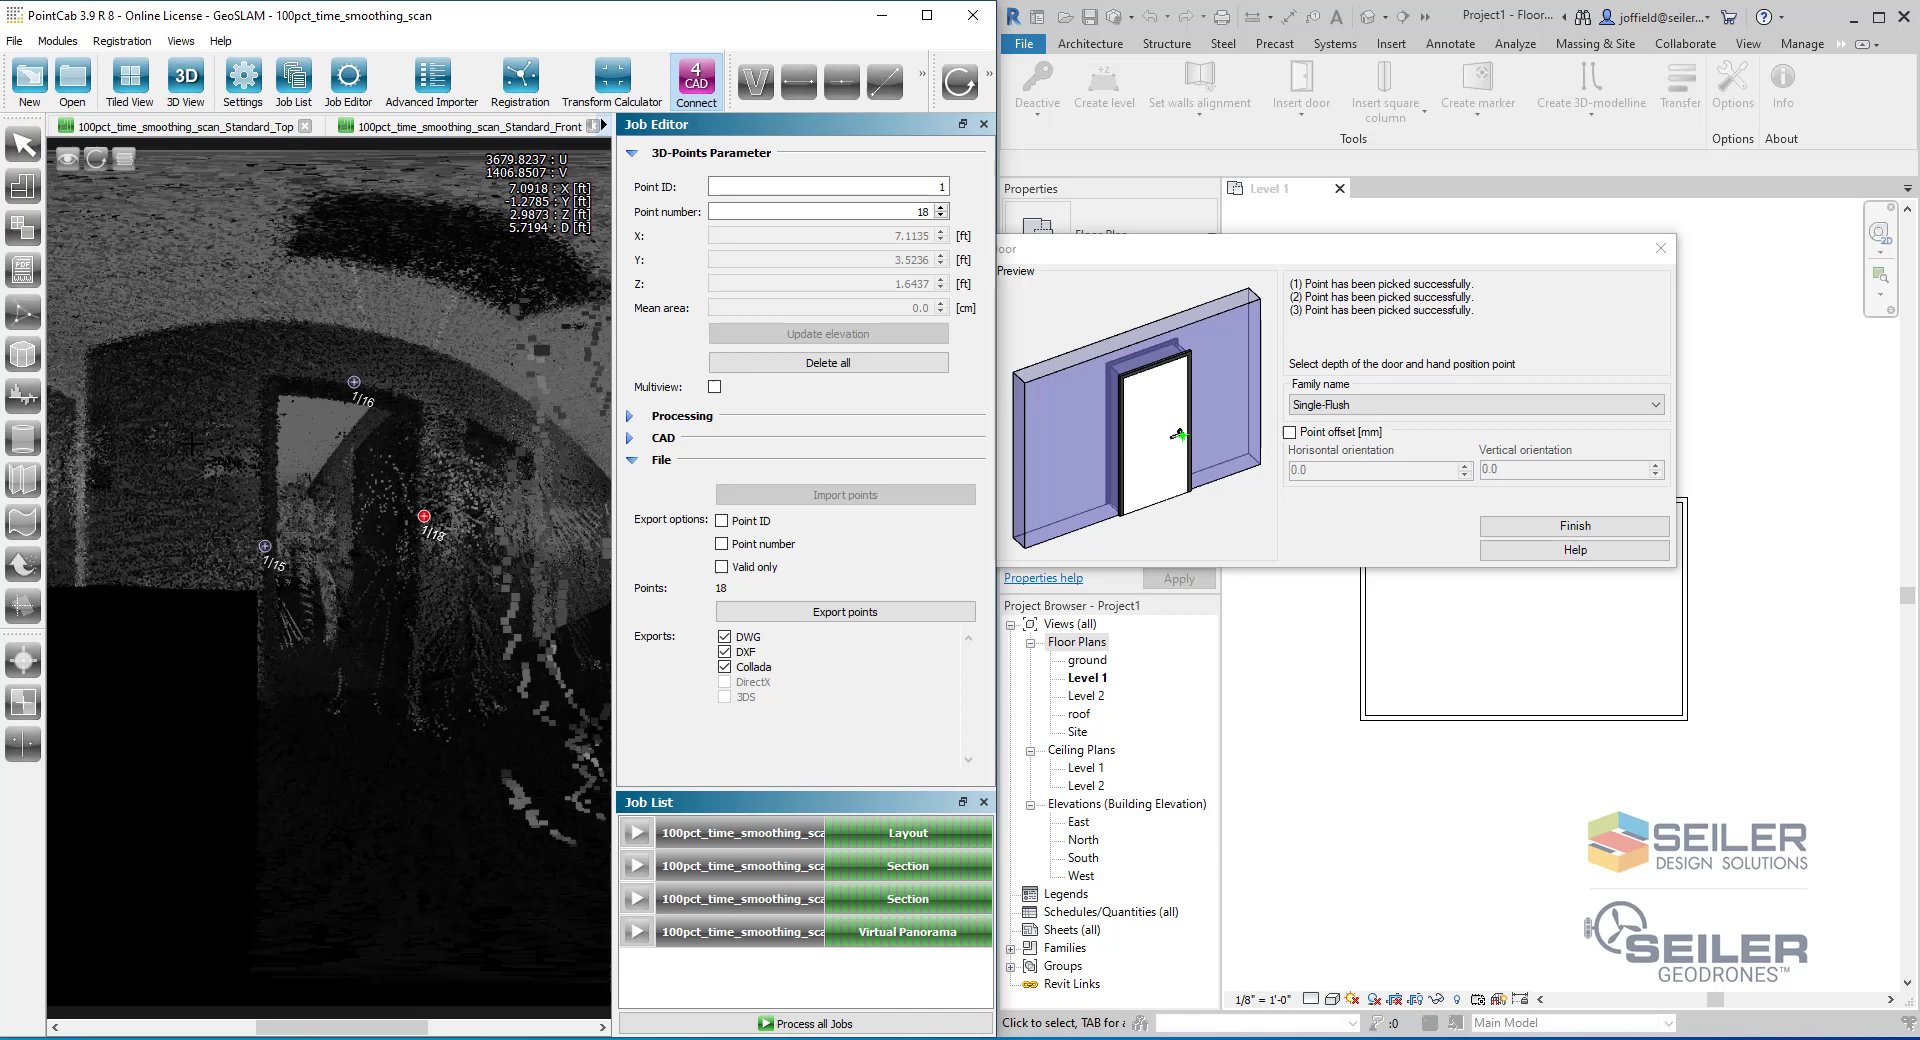 PointCab 3.9 R 8 - Online License - GeoSLAM - 100pct_time_smoothing_scan
File Modules Registration Views Help
New Open Tiled View 3D 3D View Settings Job List Job Editor Advanced Importer Registration Transform Calculator 4 CAD Connect
100pct_time_smoothing_scan_Standard_Top
100pct_time_smoothing_scan_Standard_Front
PDF
3679.8237 : U
1406.8507 : V
7.0918 : X [ft]
-1.2785 : Y [ft]
2.9873 : Z [ft]
5.7194 : D [ft]
1/16
1/18
1/15
Job Editor
3D-Points Parameter
Point ID: 1
Point number: 18
X: 7.1135 [ft]
Y: 3.5236 [ft]
Z: 1.6437 [ft]
Mean area: 0.0 [cm]
Update elevation
Delete all
Multiview:
Processing
CAD
File
Import points
Export options: Point ID
Point number
Valid only
Points: 18
Export points
Exports: DWG
DXF
Collada
DirectX
3DS
Job List
100pct_time_smoothing_sca Layout
100pct_time_smoothing_sca Section
100pct_time_smoothing_sca Section
100pct_time_smoothing_sca Virtual Panorama
Process all Jobs
Project1 - Floor... joffield@seiler...
File Architecture Structure Steel Precast Systems Insert Annotate Analyze Massing & Site Collaborate View Manage
Deactive Create level Set walls alignment Insert door Insert square column Create marker Create 3D-modelline Transfer Options Info
Tools Options About
Properties
Level 1
2D
oor
Preview
(1) Point has been picked successfully.
(2) Point has been picked successfully.
(3) Point has been picked successfully.
Select depth of the door and hand position point
Family name
Single-Flush
Point offset [mm]
Horisontal orientation Vertical orientation
0.0 0.0
Finish
Help
Properties help Apply
Project Browser - Project1
Views (all)
Floor Plans
ground
Level 1
Level 2
roof
Site
Ceiling Plans
Level 1
Level 2
Elevations (Building Elevation)
East
North
South
West
Legends
Schedules/Quantities (all)
Sheets (all)
Families
Groups
Revit Links
SEILER
DESIGN SOLUTIONS
SEILER
GEODRONES™
1/8" = 1'-0"
Click to select, TAB for a :0 Main Model